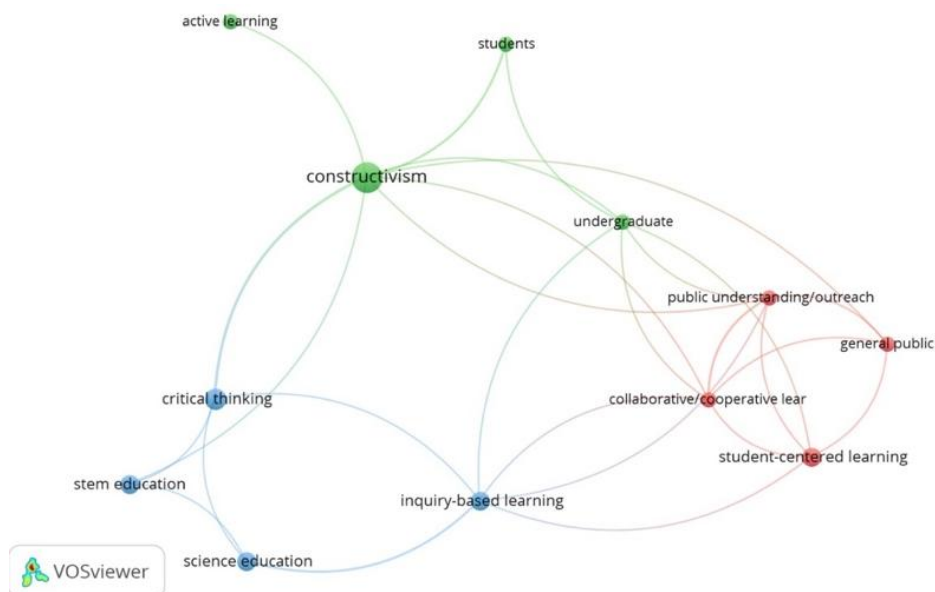 active learning
students
constructivism
undergraduate
public understanding/outreach
general public
critical thinking
collaborative/cooperative lear
student-centered learning
stem education
inquiry-based learning
science education
VOSviewer